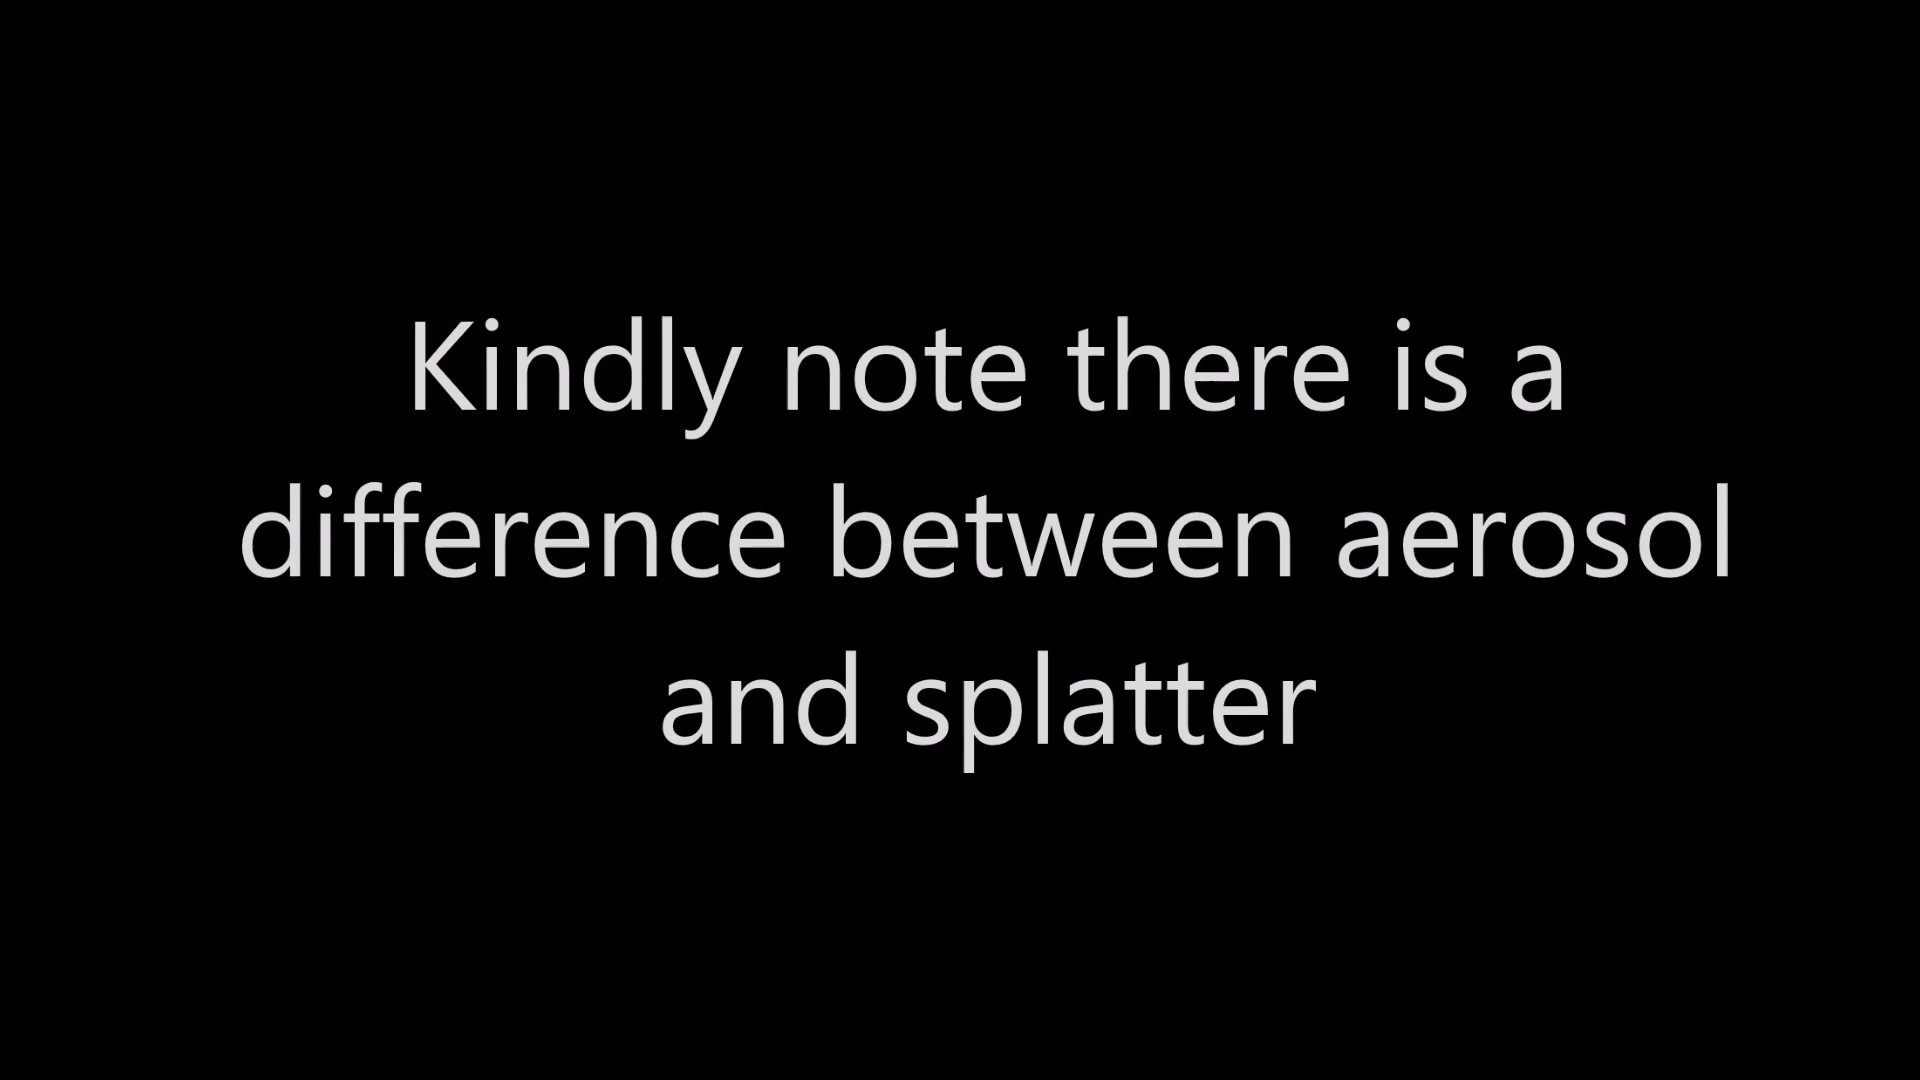 Kindly note there is a
difference between aerosol
and splatter